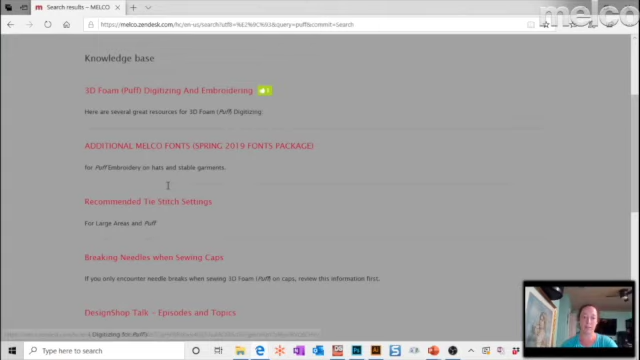 melco
Search results – MELCO
https://melco.zendesk.com/hc/en-us/search?utf8=%E2%9C%93&query=puff&commit=Search
Knowledge base
3D Foam (Puff) Digitizing And Embroidering 1
Here are several great resources for 3D Foam (Puff) Digitizing:
ADDITIONAL MELCO FONTS (SPRING 2019 FONTS PACKAGE)
for Puff Embroidery on hats and stable garments.
Recommended Tie Stitch Settings
For Large Areas and Puff
Breaking Needles when Sewing Caps
If you only encounter needle breaks when sewing 3D Foam (Puff) on caps, review this information first.
DesignShop Talk – Episodes and Topics
Digitizing for Puff)
Type here to search